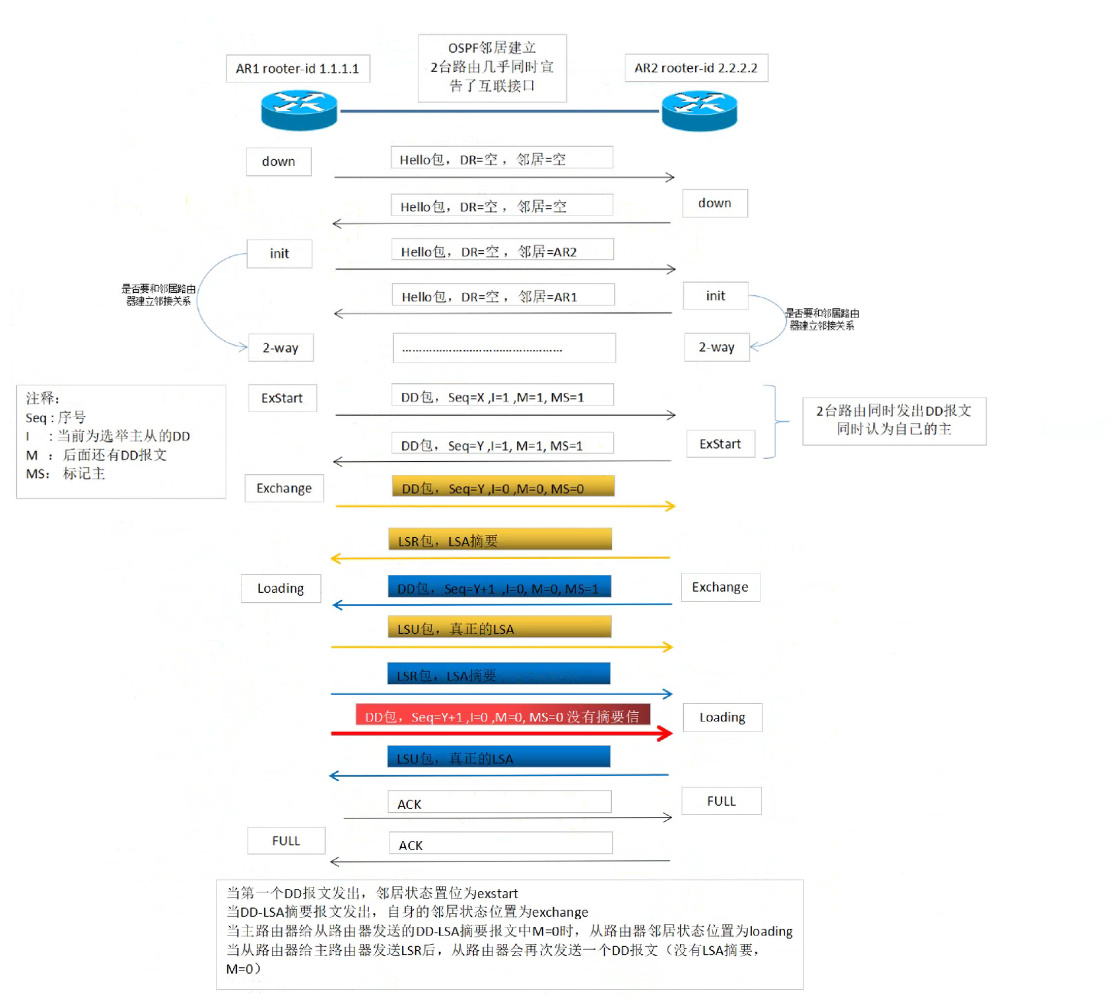 OSPF邻居建立
2台路由几乎同时宣
告了互联接口
AR1 rooter-id 1.1.1.1
AR2 rooter-id 2.2.2.2
down
Hello包，DR=空 ，邻居=空
Hello包，DR=空 ，邻居=空
down
init
Hello包，DR=空 ，邻居=AR2
是否要和邻居路由
器建立邻接关系
Hello包，DR=空 ，邻居=AR1
init
是否要和邻居路由
器建立邻接关系
2-way
…………………………………………
2-way
注释：
Seq : 序号
I ：当前为选举主从的DD
M ：后面还有DD报文
MS： 标记主
ExStart
DD包，Seq=X ,I=1 ,M=1, MS=1
2台路由同时发出DD报文
同时认为自己的主
DD包，Seq=Y ,I=1, M=1, MS=1
ExStart
Exchange
DD包，Seq=Y ,I=0 ,M=0, MS=0
LSR包，LSA摘要
Loading
DD包，Seq=Y+1 ,I=0, M=0, MS=1
Exchange
LSU包，真正的LSA
LSR包，LSA摘要
DD包，Seq=Y+1 ,I=0 ,M=0, MS=0 没有摘要信
Loading
LSU包，真正的LSA
ACK
FULL
FULL
ACK
当第一个DD报文发出，邻居状态置位为exstart
当DD-LSA摘要报文发出，自身的邻居状态位置为exchange
当主路由器给从路由器发送的DD-LSA摘要报文中M=0时，从路由器邻居状态位置为loading
当从路由器给主路由器发送LSR后，从路由器会再次发送一个DD报文（没有LSA摘要，
M=0）